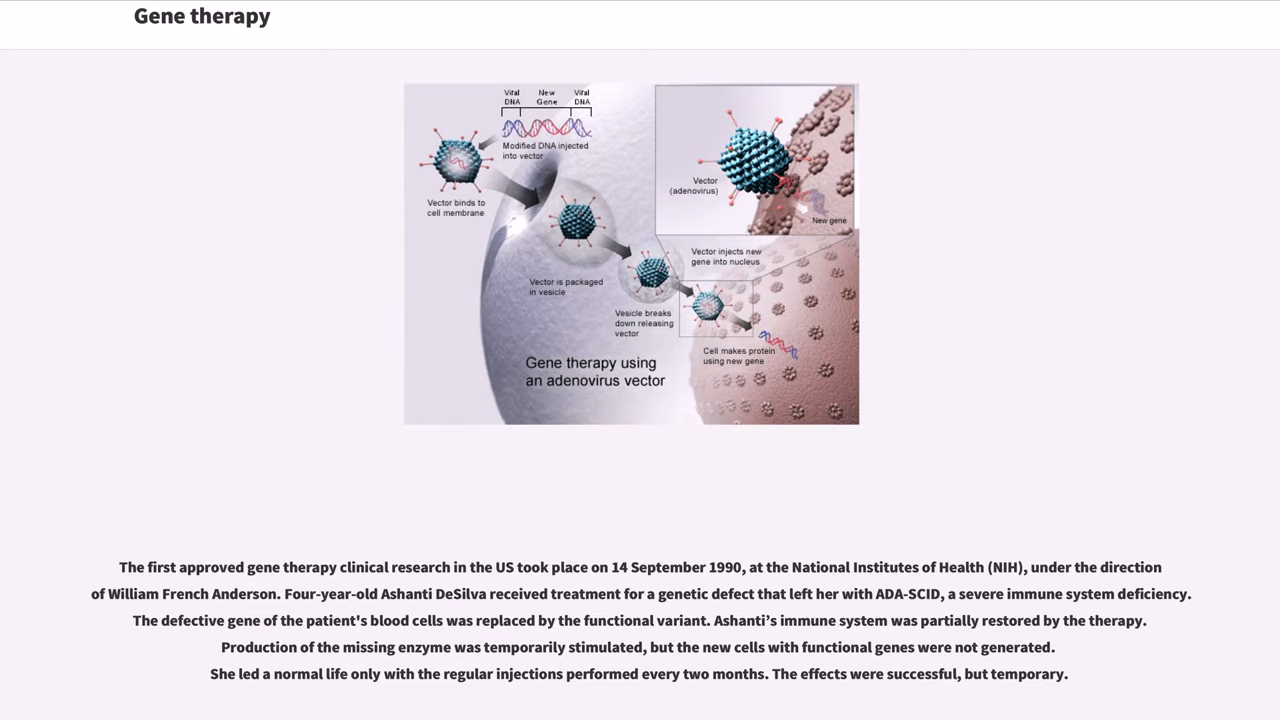 Gene therapy
Viral DNA
New Gene
Viral DNA
Modified DNA injected
into vector
Vector binds to
cell membrane
Vector is packaged
in vesicle
Vesicle breaks
down releasing
vector
Vector injects new
gene into nucleus
Cell makes protein
using new gene
Vector
(adenovirus)
New gene
Gene therapy using
an adenovirus vector
The first approved gene therapy clinical research in the US took place on 14 September 1990, at the National Institutes of Health (NIH), under the direction
of William French Anderson. Four-year-old Ashanti DeSilva received treatment for a genetic defect that left her with ADA-SCID, a severe immune system deficiency.
The defective gene of the patient's blood cells was replaced by the functional variant. Ashanti’s immune system was partially restored by the therapy.
Production of the missing enzyme was temporarily stimulated, but the new cells with functional genes were not generated.
She led a normal life only with the regular injections performed every two months. The effects were successful, but temporary.